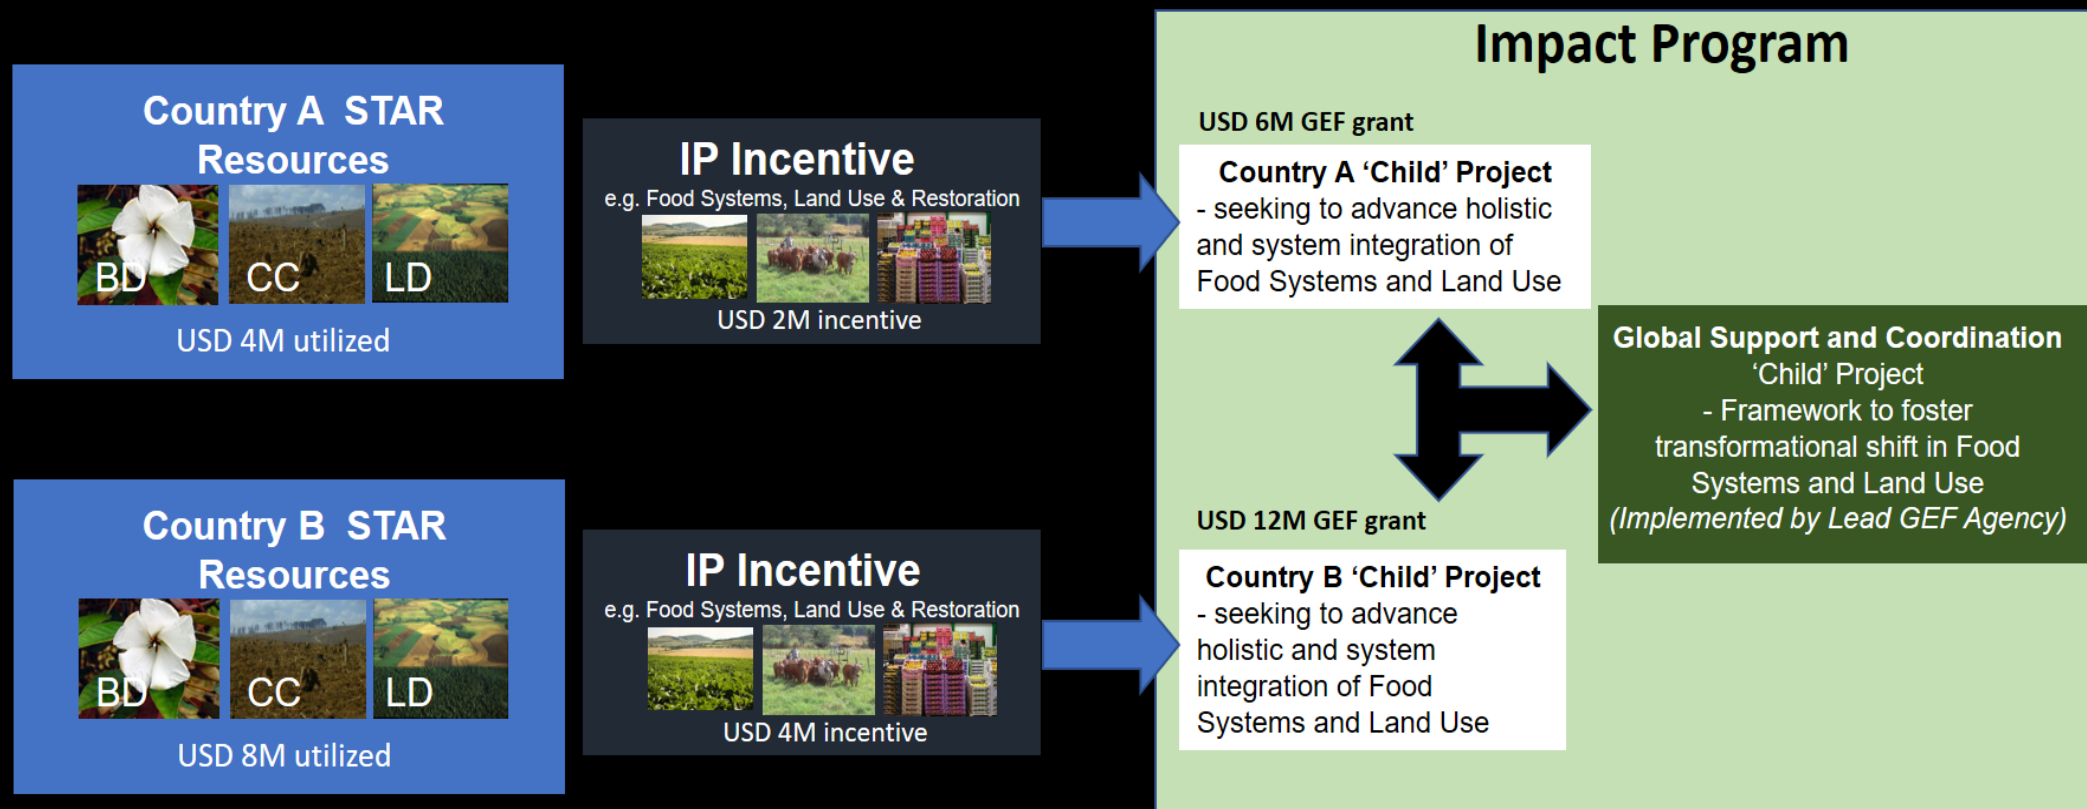 Impact Program
Country A  STAR
Resources
BD
CC
LD
USD 4M utilized
IP Incentive
e.g. Food Systems, Land Use & Restoration
USD 2M incentive
USD 6M GEF grant
Country A ‘Child’ Project
- seeking to advance holistic
and system integration of
Food Systems and Land Use
Global Support and Coordination
‘Child’ Project
- Framework to foster
transformational shift in Food
Systems and Land Use
(Implemented by Lead GEF Agency)
Country B  STAR
Resources
BD
CC
LD
USD 8M utilized
IP Incentive
e.g. Food Systems, Land Use & Restoration
USD 4M incentive
USD 12M GEF grant
Country B ‘Child’ Project
- seeking to advance
holistic and system
integration of Food
Systems and Land Use